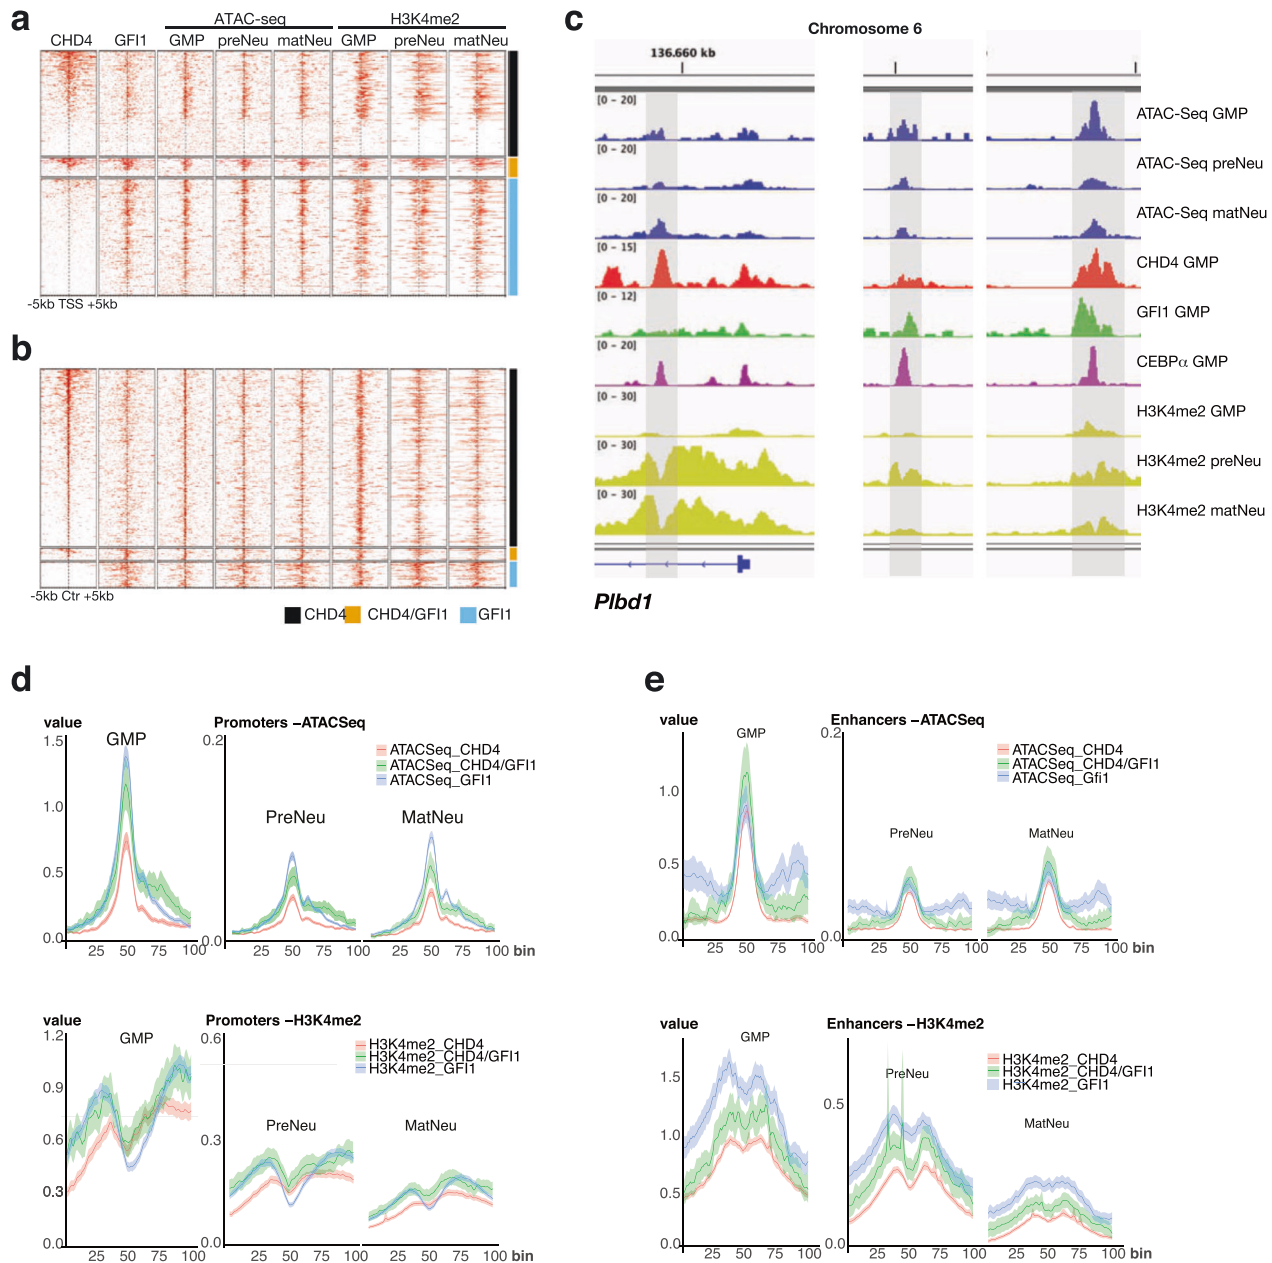 a
ATAC-seq
H3K4me2
CHD4
GFI1
GMP
preNeu
matNeu
GMP
preNeu
matNeu
-5kb TSS +5kb
b
-5kb Ctr +5kb
CHD4
CHD4/GFI1
GFI1
c
Chromosome 6
136.660 kb
[0 - 20]
ATAC-Seq GMP
[0 - 20]
ATAC-Seq preNeu
[0 - 20]
ATAC-Seq matNeu
[0 - 15]
CHD4 GMP
[0 - 12]
GFI1 GMP
[0 - 20]
CEBPα GMP
[0 - 30]
H3K4me2 GMP
[0 - 30]
H3K4me2 preNeu
[0 - 30]
H3K4me2 matNeu
Plbd1
d
value
Promoters –ATACSeq
1.5
1.0
0.5
0.0
GMP
0.2
0.0
PreNeu
MatNeu
ATACSeq_CHD4
ATACSeq_CHD4/GFI1
ATACSeq_GFI1
25 50 75 100
25 50 75
25 50 75 100 bin
value
Promoters –H3K4me2
1.2
0.9
0.6
0.3
0.0
GMP
0.6
0.3
0.0
PreNeu
MatNeu
H3K4me2_CHD4
H3K4me2_CHD4/GFI1
H3K4me2_GFI1
25 50 75 100
25 50 75
25 50 75 100 bin
e
value
Enhancers –ATACSeq
1.0
1.0
0.5
0.0
GMP
0.2
0.0
PreNeu
MatNeu
ATACSeq_CHD4
ATACSeq_CHD4/GFI1
ATACSeq_Gfi1
25 50 75 100
25 50 75
25 50 75 100 bin
value
Enhancers –H3K4me2
1.5
1.0
0.5
0.0
GMP
0.5
0.0
PreNeu
MatNeu
H3K4me2_CHD4
H3K4me2_CHD4/GFI1
H3K4me2_GFI1
25 50 75 100
25 50 75
25 50 75 100 bin